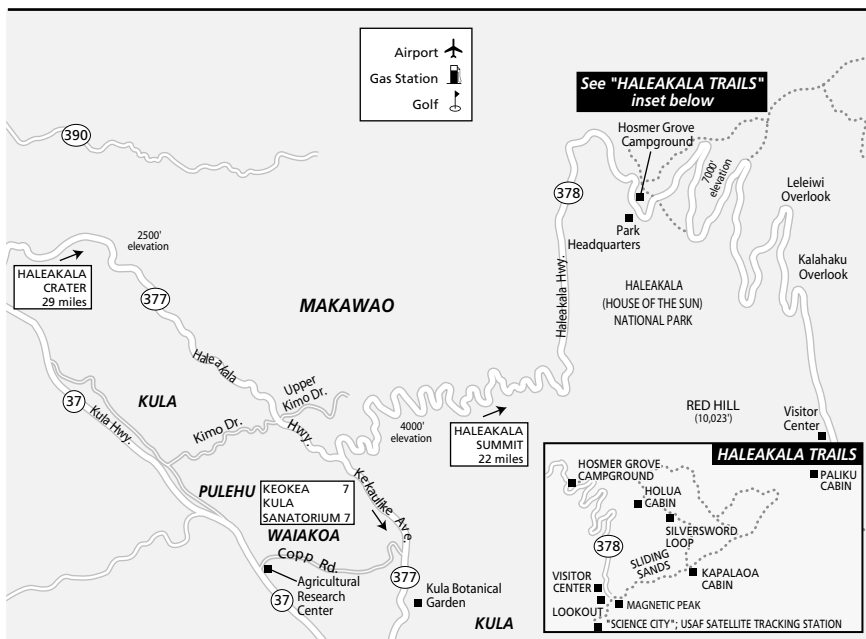 Airport
Gas Station
Golf
See "HALEAKALA TRAILS"
inset below
Hosmer Grove
Campground
390
378
7000'
elevation
Leleiwi
Overlook
Park
Headquarters
2500'
elevation
Kalahaku
Overlook
HALEAKALA
CRATER
29 miles
377
Haleakala Hwy.
HALEAKALA
(HOUSE OF THE SUN)
NATIONAL PARK
MAKAWAO
Haleakala
Hwy.
37
Kula Hwy.
KULA
Upper
Kimo Dr.
Kimo Dr.
4000'
elevation
HALEAKALA
SUMMIT
22 miles
RED HILL
(10,023')
Visitor
Center
PULEHU
KEOKEA 7
KULA
SANATORIUM 7
Kekaulike Ave.
WAIAKOA
Copp Rd.
Agricultural
Research
Center
37
377
Kula Botanical
Garden
KULA
HALEAKALA TRAILS
HOSMER GROVE
CAMPGROUND
HOLUA
CABIN
PALIKU
CABIN
SILVERSWORD
LOOP
378
SLIDING
SANDS
KAPALAOA
CABIN
VISITOR
CENTER
LOOKOUT
MAGNETIC PEAK
"SCIENCE CITY"; USAF SATELLITE TRACKING STATION